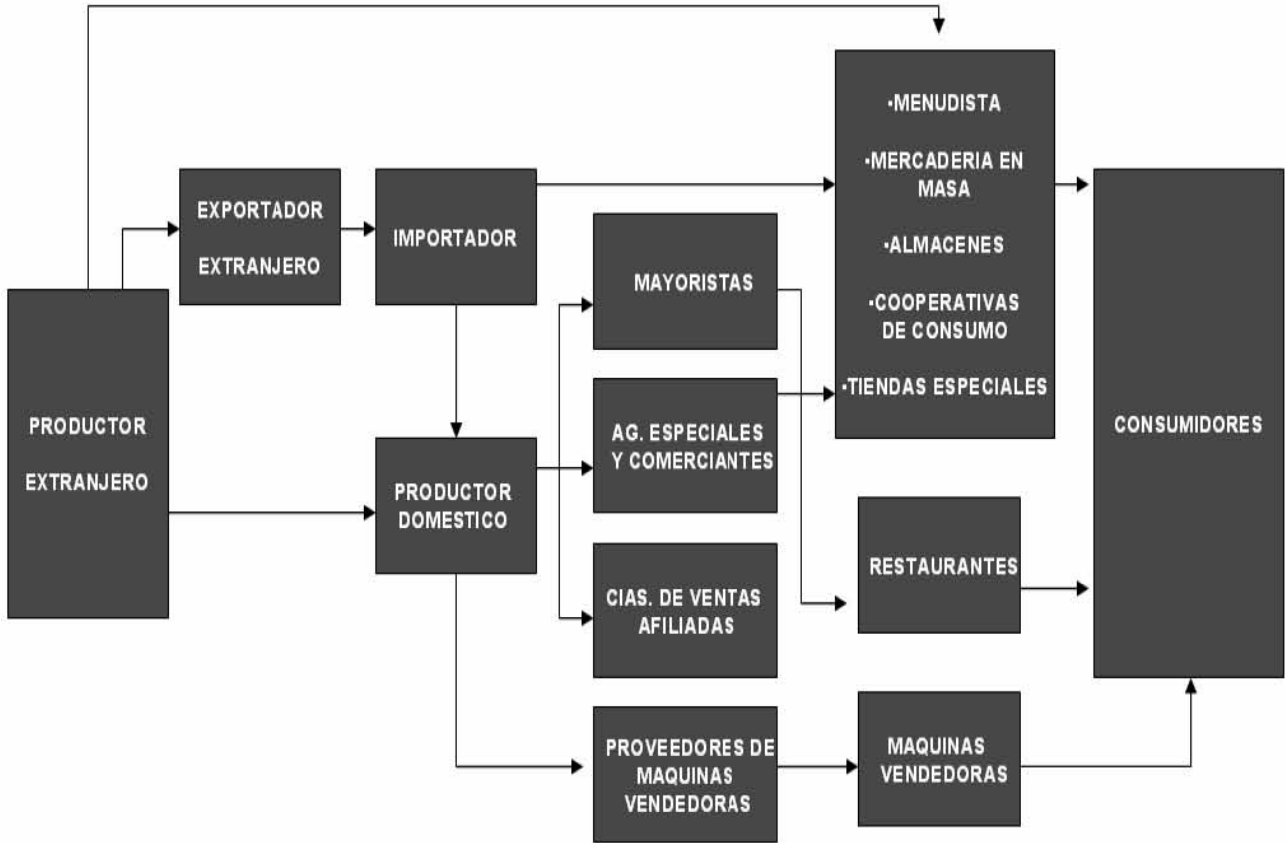 PRODUCTOR
EXTRANJERO
EXPORTADOR
EXTRANJERO
IMPORTADOR
PRODUCTOR
DOMESTICO
MAYORISTAS
AG. ESPECIALES
Y COMERCIANTES
CIAS. DE VENTAS
AFILIADAS
PROVEEDORES DE
MAQUINAS
VENDEDORAS
▪MENUDISTA
▪MERCADERIA EN
MASA
▪ALMACENES
▪COOPERATIVAS
DE CONSUMO
▪TIENDAS ESPECIALES
RESTAURANTES
MAQUINAS
VENDEDORAS
CONSUMIDORES